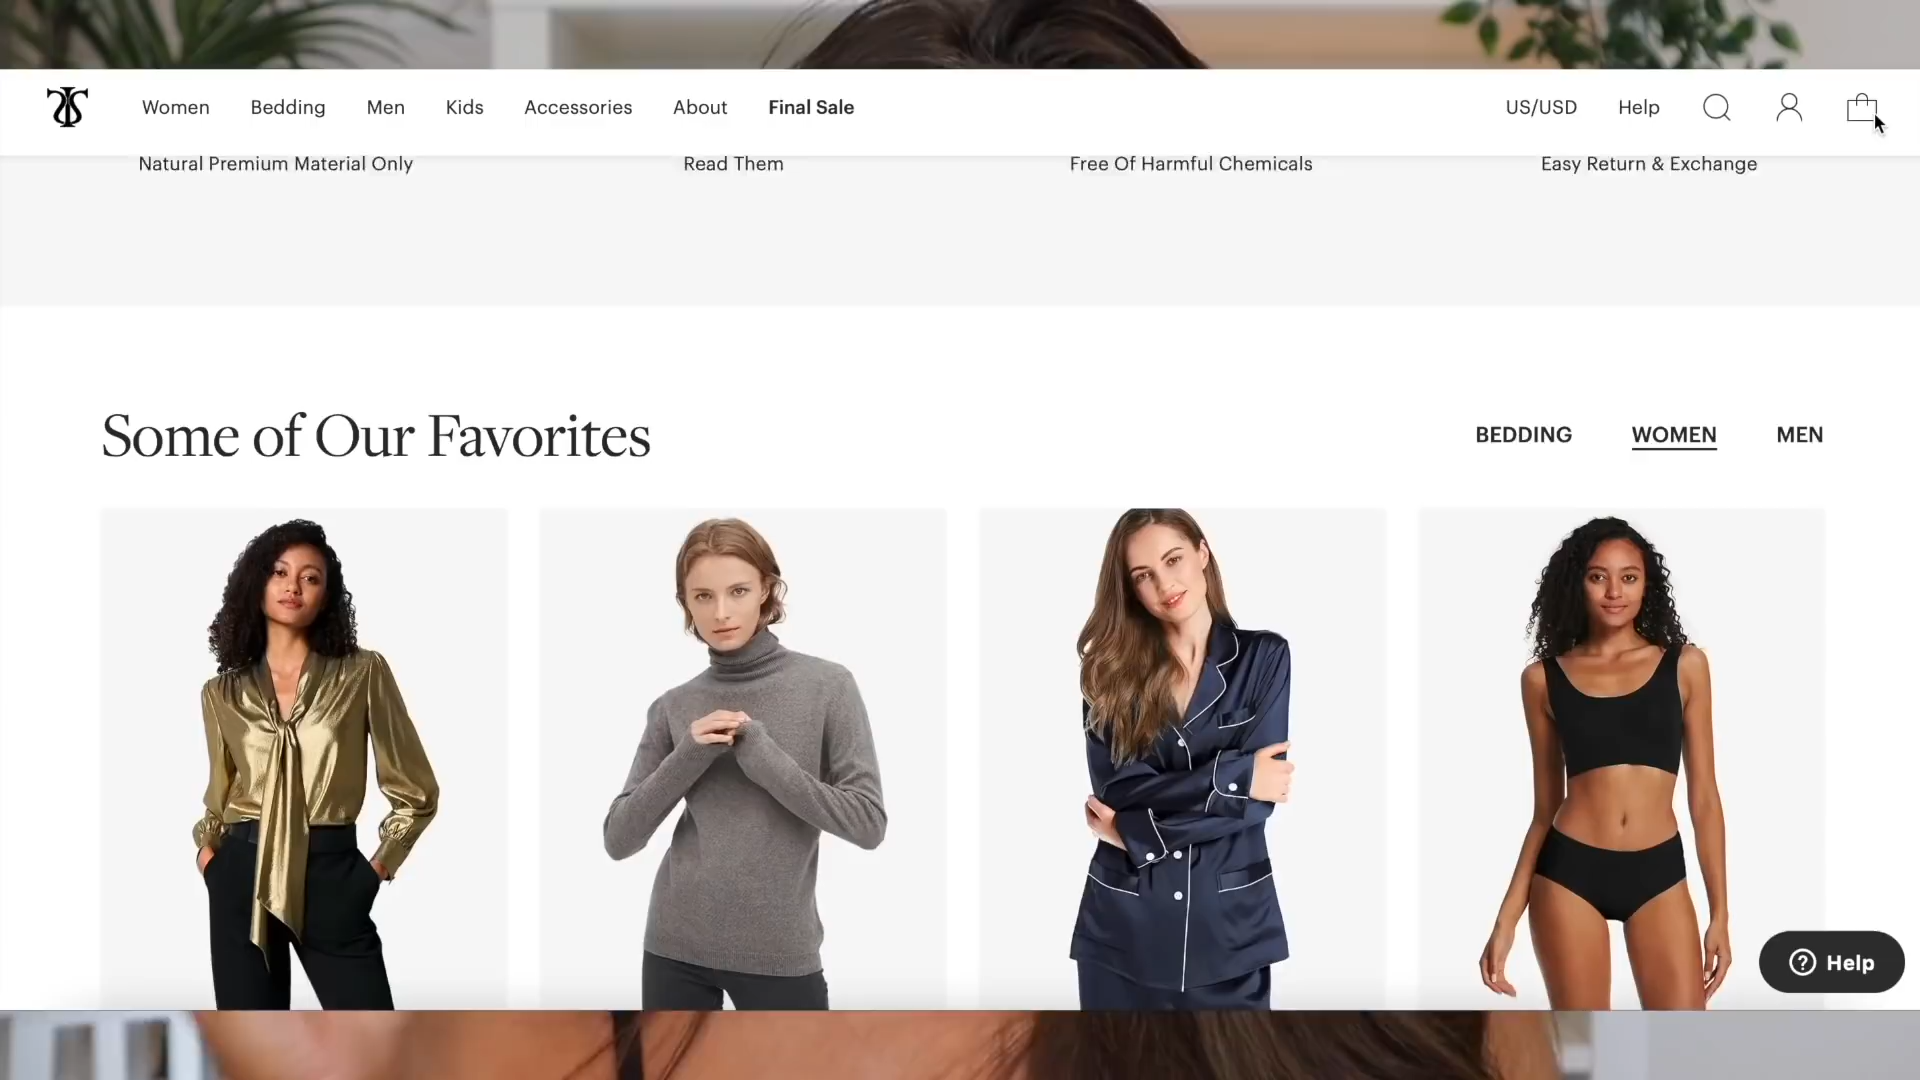 Women Bedding Men Kids Accessories About Final Sale US/USD Help
Natural Premium Material Only Read Them Free Of Harmful Chemicals Easy Return & Exchange
Some of Our Favorites BEDDING WOMEN MEN
Help